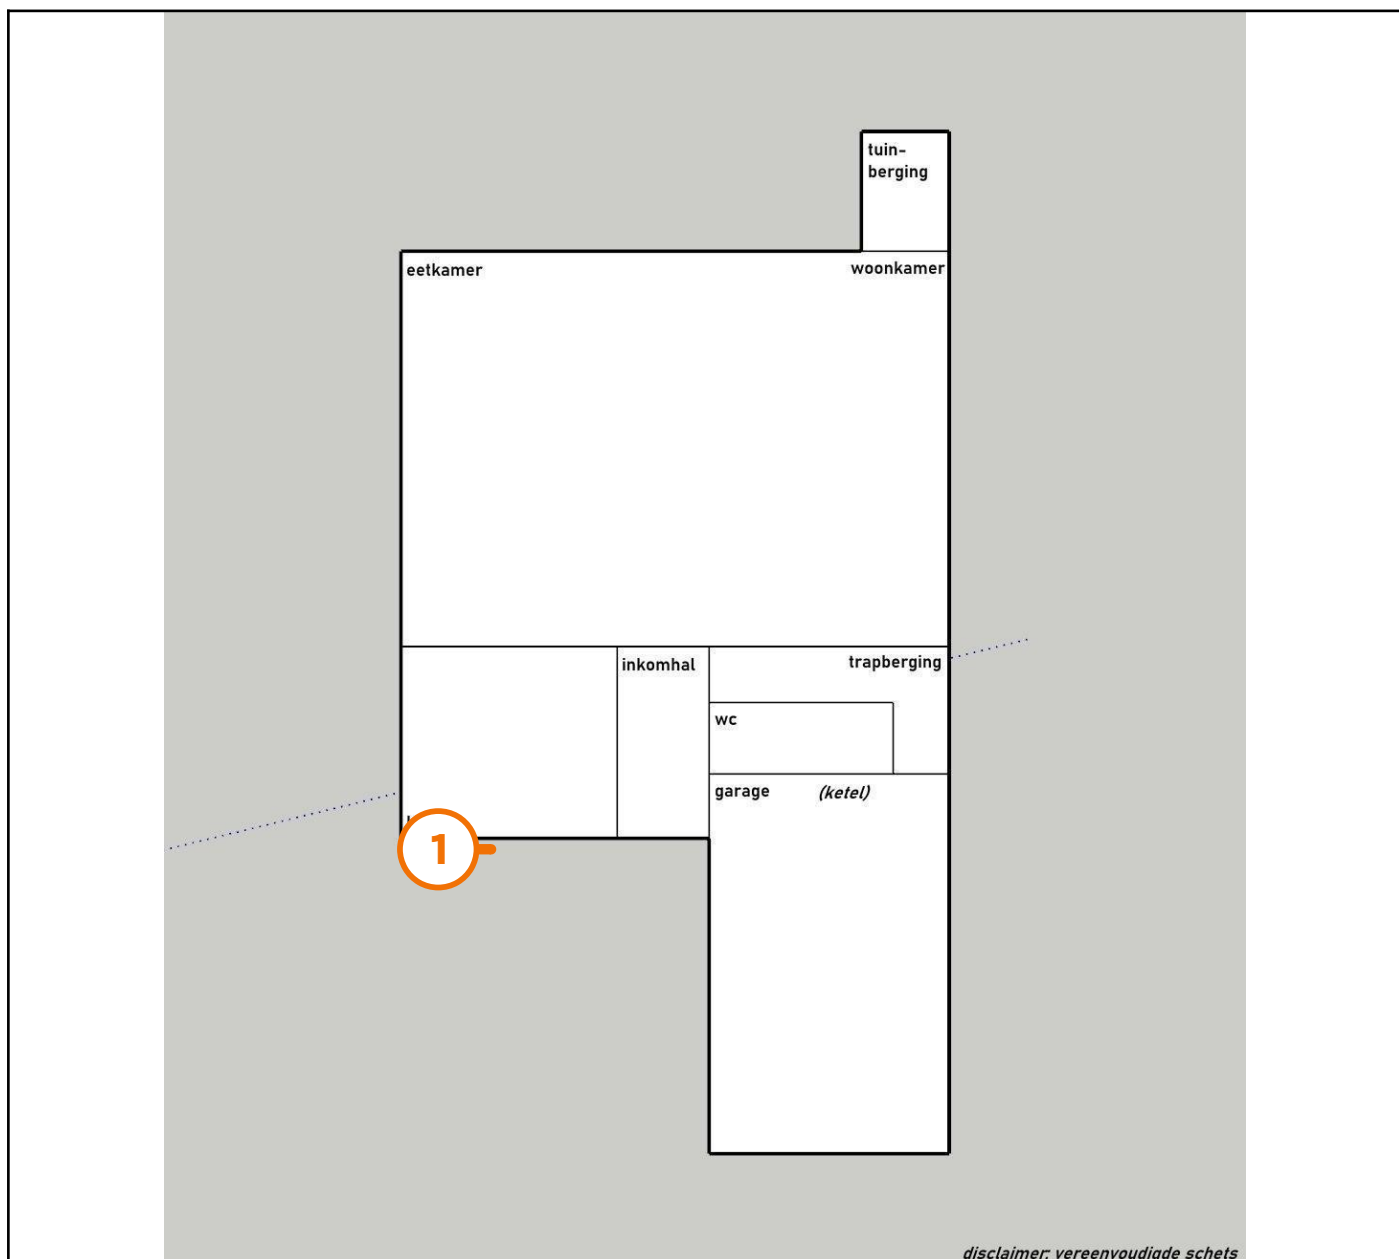 tuin-
berging
eetkamer
woonkamer
inkomhal
trapberging
wc
garage
(ketel)
1
disclaimer: vereenvoudigde schets